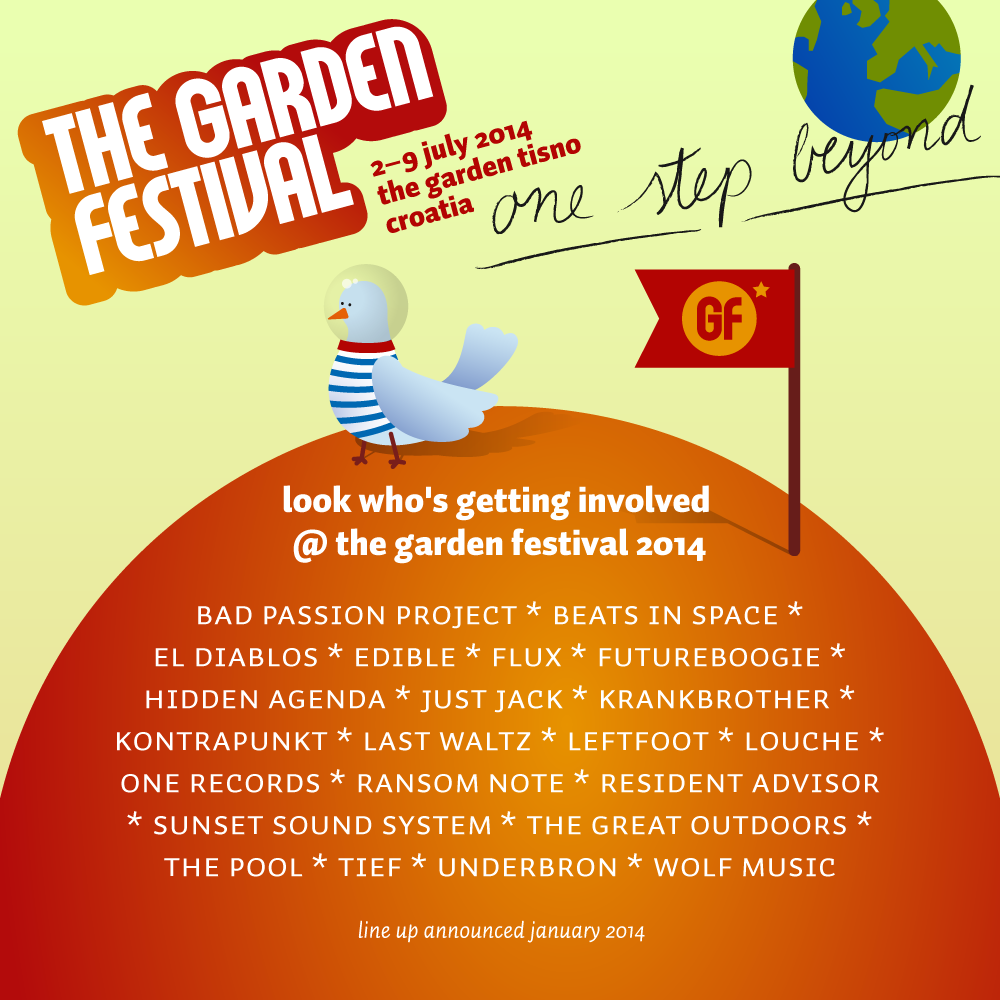 THE GARDEN
FESTIVAL
2–9 july 2014
the garden tisno
croatia
one step beyond
GF
look who's getting involved
@ the garden festival 2014
BAD PASSION PROJECT * BEATS IN SPACE *
EL DIABLOS * EDIBLE * FLUX * FUTUREBOOGIE *
HIDDEN AGENDA * JUST JACK * KRANKBROTHER *
KONTRAPUNKT * LAST WALTZ * LEFTFOOT * LOUCHE *
ONE RECORDS * RANSOM NOTE * RESIDENT ADVISOR
* SUNSET SOUND SYSTEM * THE GREAT OUTDOORS *
THE POOL * TIEF * UNDERBRON * WOLF MUSIC
line up announced january 2014